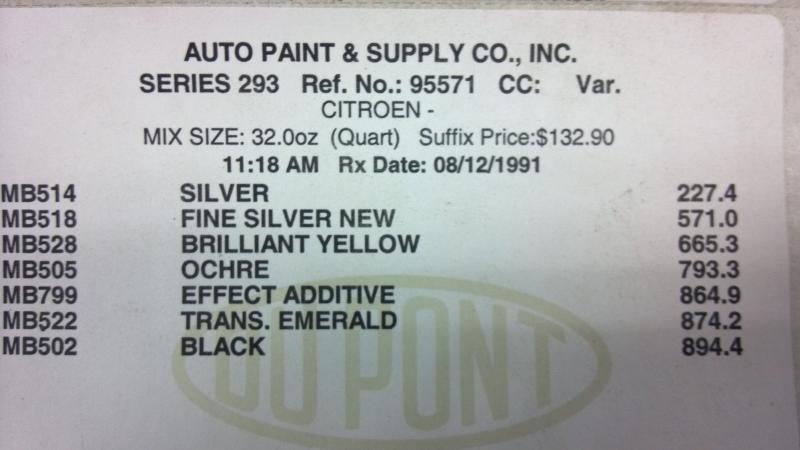 AUTO PAINT & SUPPLY CO., INC.
SERIES 293 Ref. No.: 95571 CC: Var.
CITROEN -
MIX SIZE: 32.0oz (Quart) Suffix Price:$132.90
11:18 AM Rx Date: 08/12/1991
MB514 SILVER 227.4
MB518 FINE SILVER NEW 571.0
MB528 BRILLIANT YELLOW 665.3
MB505 OCHRE 793.3
MB799 EFFECT ADDITIVE 864.9
MB522 TRANS. EMERALD 874.2
MB502 BLACK 894.4
DU PONT